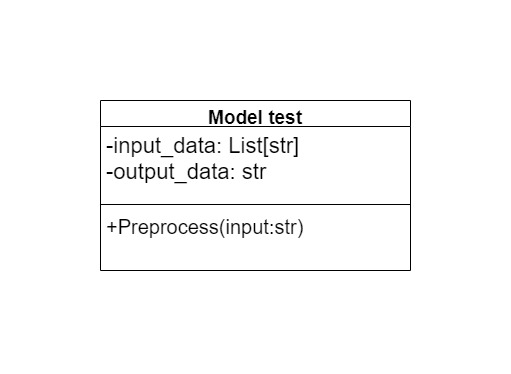 Model test
-input_data: List[str]
-output_data: str
+Preprocess(input:str)